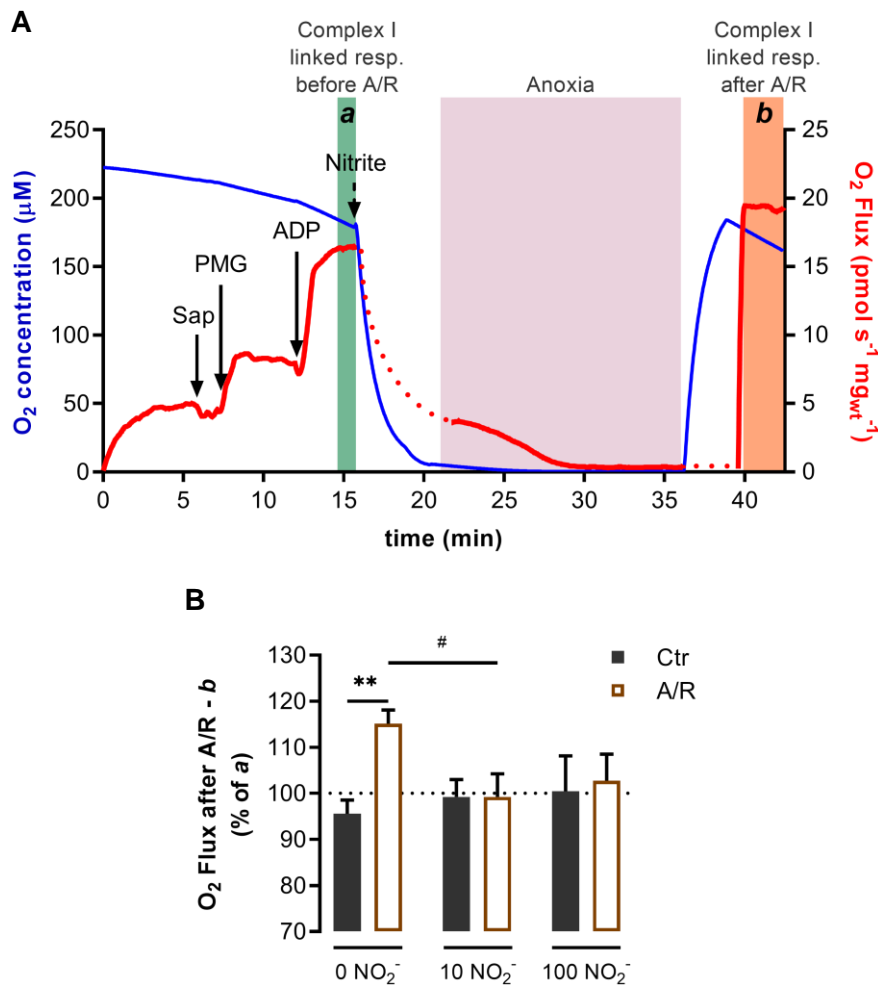 A
Complex I
linked resp.
before A/R
Complex I
linked resp.
after A/R
Anoxia
a
b
250
200
150
100
50
0
O₂ concentration (μM)
25
20
15
10
5
0
O₂ Flux (pmol s⁻¹ mg_wt⁻¹)
Sap
PMG
ADP
Nitrite
0 5 10 15 20 25 30 35 40
time (min)
B
130
120
110
100
90
80
70
O₂ Flux after A/R - b
(% of a)
**
#
Ctr
A/R
0 NO₂⁻ 10 NO₂⁻ 100 NO₂⁻